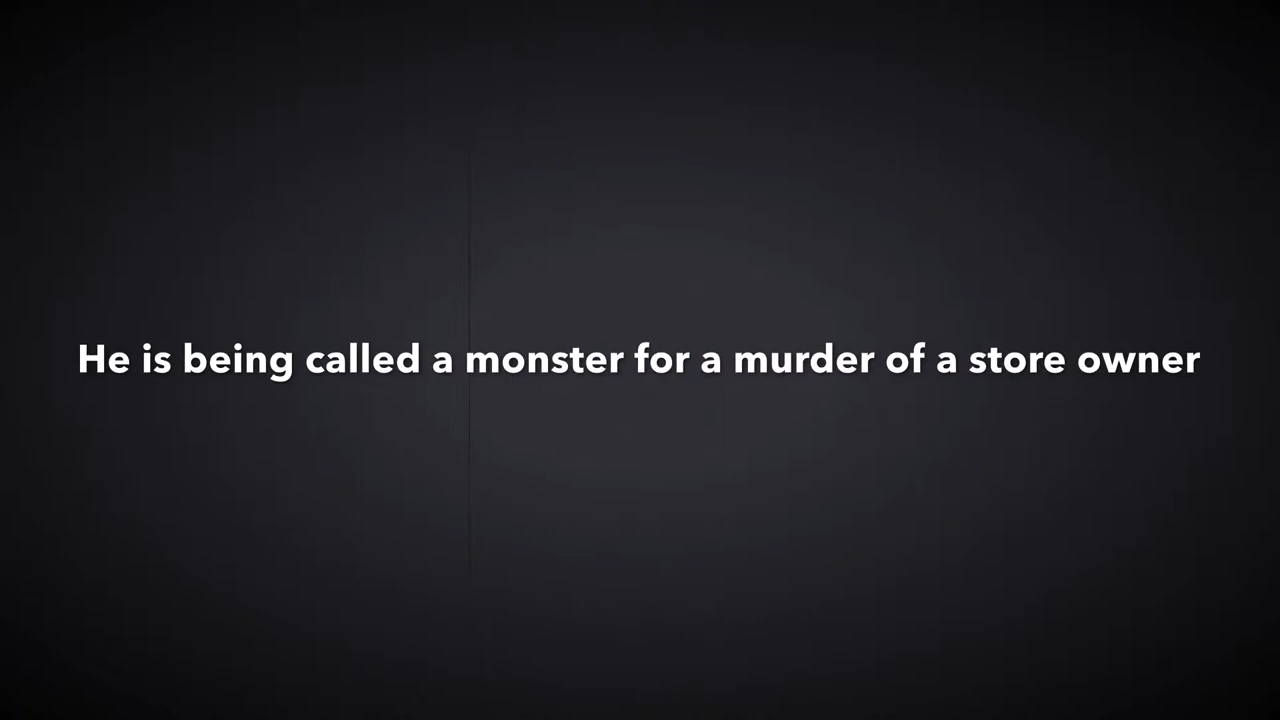 He is being called a monster for a murder of a store owner